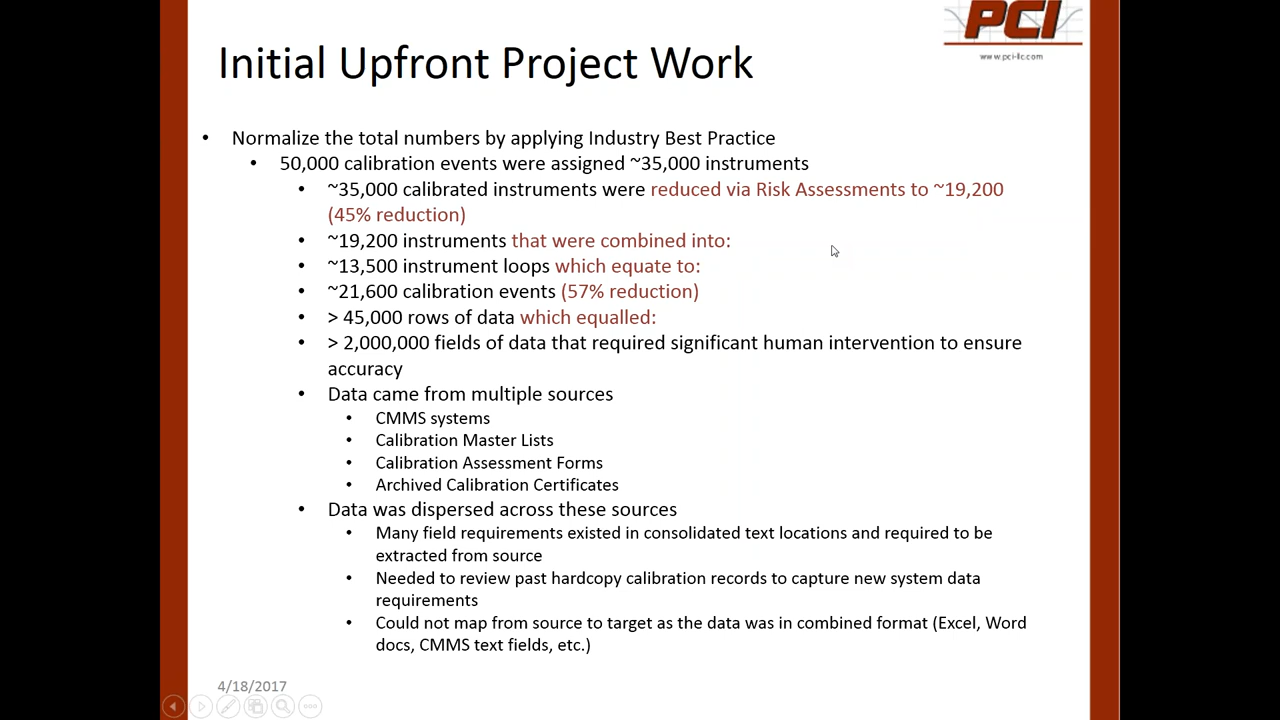 PCI
www.pci-llc.com
Initial Upfront Project Work
• Normalize the total numbers by applying Industry Best Practice
• 50,000 calibration events were assigned ~35,000 instruments
• ~35,000 calibrated instruments were reduced via Risk Assessments to ~19,200
(45% reduction)
• ~19,200 instruments that were combined into:
• ~13,500 instrument loops which equate to:
• ~21,600 calibration events (57% reduction)
• > 45,000 rows of data which equalled:
• > 2,000,000 fields of data that required significant human intervention to ensure
accuracy
• Data came from multiple sources
• CMMS systems
• Calibration Master Lists
• Calibration Assessment Forms
• Archived Calibration Certificates
• Data was dispersed across these sources
• Many field requirements existed in consolidated text locations and required to be
extracted from source
• Needed to review past hardcopy calibration records to capture new system data
requirements
• Could not map from source to target as the data was in combined format (Excel, Word
docs, CMMS text fields, etc.)
4/18/2017